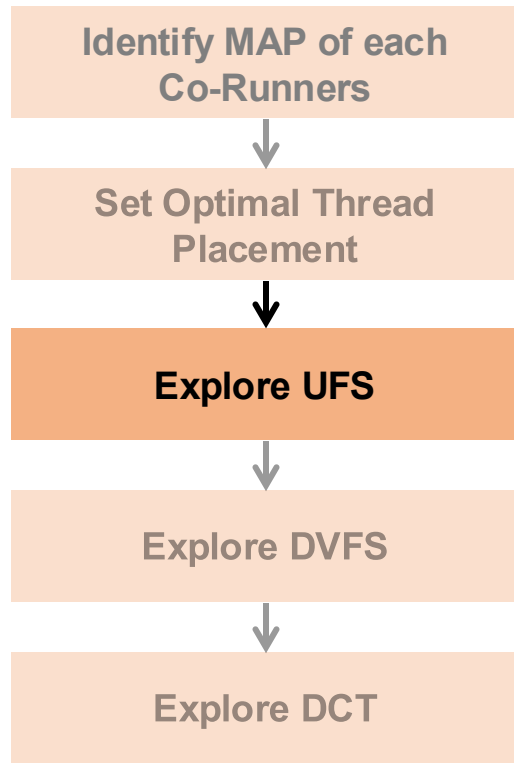 Identify MAP of each
Co-Runners
Set Optimal Thread
Placement
Explore UFS
Explore DVFS
Explore DCT